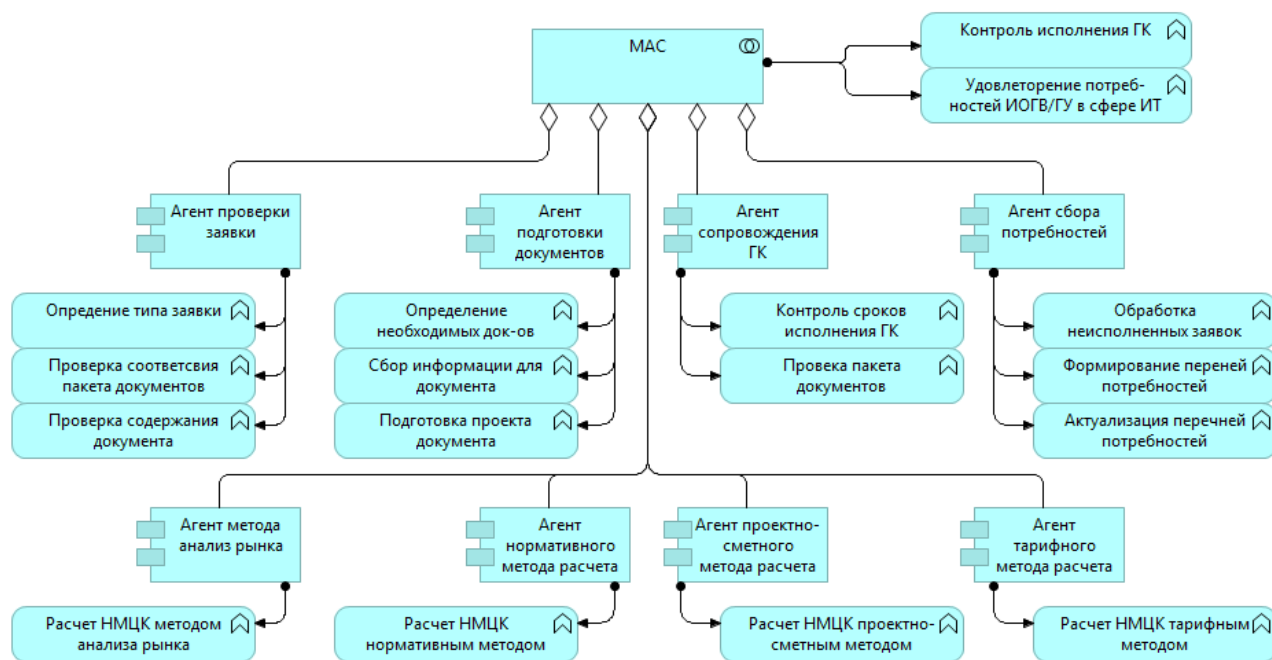 МАС
Контроль исполнения ГК
Удовлеторение потреб-
ностей ИОГВ/ГУ в сфере ИТ
Агент проверки
заявки
Агент
подготовки
документов
Агент
сопровождения
ГК
Агент сбора
потребностей
Опредение типа заявки
Проверка соответсвия
пакета документов
Проверка содержания
документа
Определение
необходимых док-ов
Сбор информации для
документа
Подготовка проекта
документа
Контроль сроков
исполнения ГК
Провека пакета
документов
Обработка
неисполненных заявок
Формирование переней
потребностей
Актуализация перечней
потребностей
Агент метода
анализ рынка
Агент
нормативного
метода расчета
Агент проектно-
сметного
метода расчета
Агент
тарифного
метода расчета
Расчет НМЦК методом
анализа рынка
Расчет НМЦК
нормативным методом
Расчет НМЦК проектно-
сметным методом
Расчет НМЦК тарифным
методом